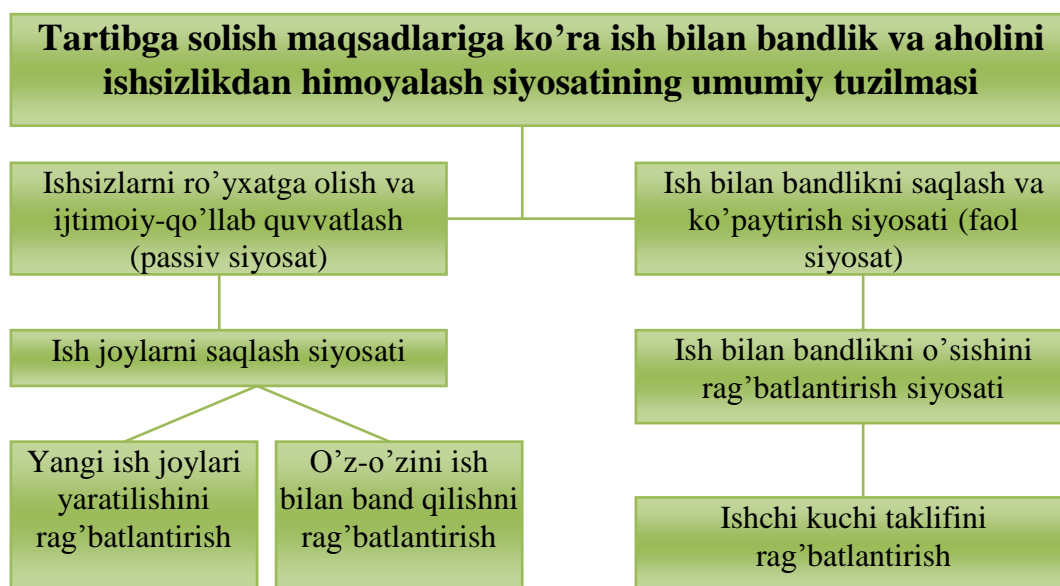 Tartibga solish maqsadlariga ko’ra ish bilan bandlik va aholini
ishsizlikdan himoyalash siyosatining umumiy tuzilmasi
Ishsizlarni ro’yxatga olish va
ijtimoiy-qo’llab quvvatlash
(passiv siyosat)
Ish bilan bandlikni saqlash va
ko’paytirish siyosati (faol
siyosat)
Ish joylarni saqlash siyosati
Ish bilan bandlikni o’sishini
rag’batlantirish siyosati
Yangi ish joylari
yaratilishini
rag’batlantirish
O’z-o’zini ish
bilan band qilishni
rag’batlantirish
Ishchi kuchi taklifini
rag’batlantirish